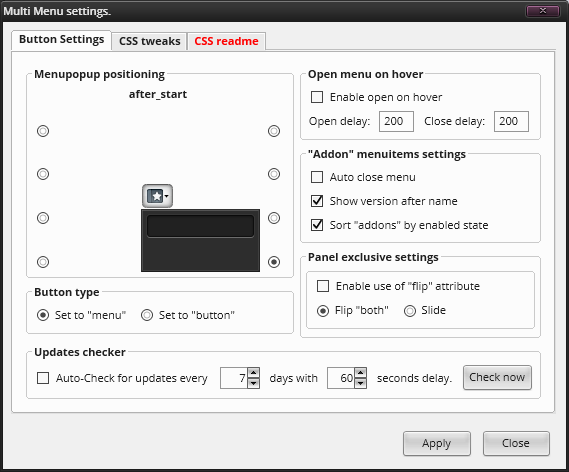 Multi Menu settings.
Button Settings
CSS tweaks
CSS readme
Menupopup positioning
after_start
Button type
Set to "menu"
Set to "button"
Open menu on hover
Enable open on hover
Open delay: 200 Close delay: 200
"Addon" menuitems settings
Auto close menu
Show version after name
Sort "addons" by enabled state
Panel exclusive settings
Enable use of "flip" attribute
Flip "both"
Slide
Updates checker
Auto-Check for updates every 7 days with 60 seconds delay.
Check now
Apply
Close